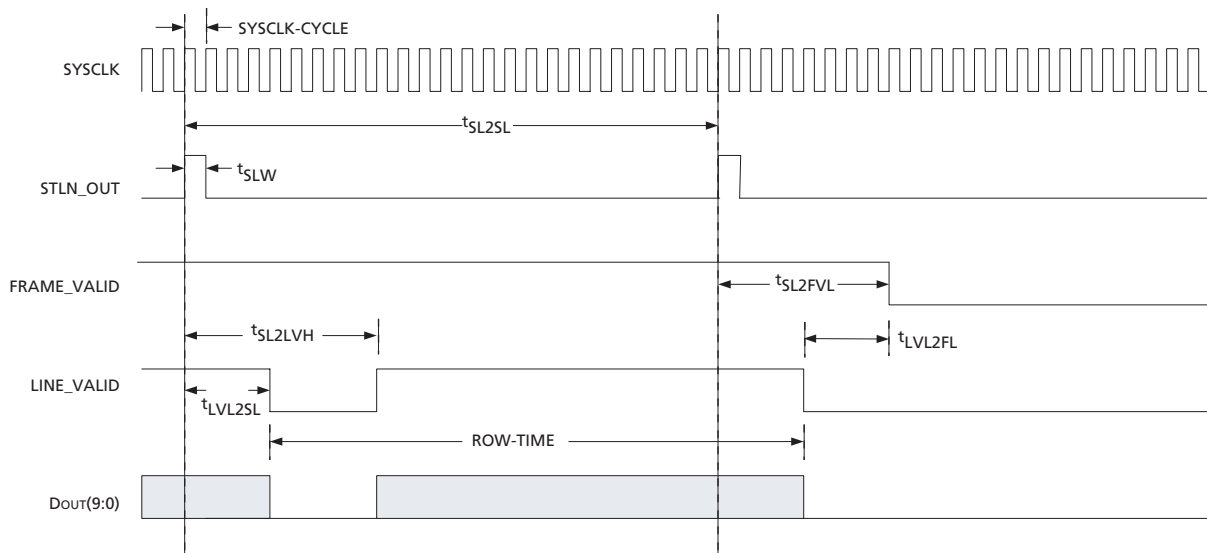 SYSCLK-CYCLE
SYSCLK
tSL2SL
tSLW
STLN_OUT
FRAME_VALID
tSL2FVL
tSL2LVH
tLVL2FL
LINE_VALID
tLVL2SL
ROW-TIME
DOUT(9:0)